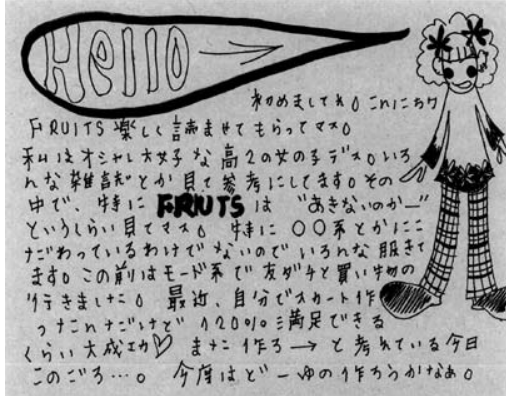 Hello
初めましてネ。こんにちワ
FRUITS 楽しく読ませてもらってマス。
私はオシャレ大好きな高2の女の子デス。いろ
んな雑誌とか見て参考にしてます。その
中で、特に FRUTSは "あきないのかー"
というくらい見てマス。特に〇〇系とかにこ
だわっているわけでないのでいろんな服きて
ます。この前はモード系で友ダチと買い物の
行きました。最近、自分でスカート作
ったんだけど 120%満足できる
くらい大成功♡ また作ろ→と考えている今日
このごろ…。今度はどーゆの作ろうかなぁ。